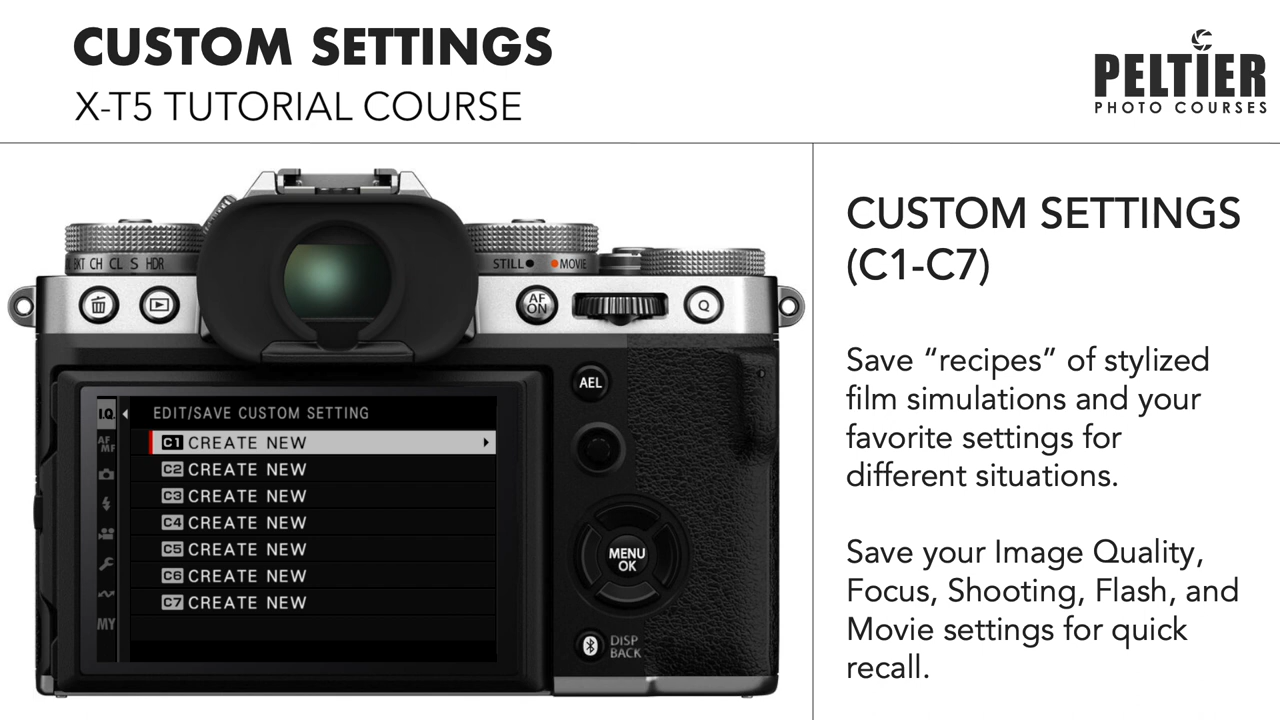 CUSTOM SETTINGS
X-T5 TUTORIAL COURSE
PELTIER
PHOTO COURSES
BKT CH CL S HDR
STILL MOVIE
AF
ON
Q
AEL
I.Q.
EDIT/SAVE CUSTOM SETTING
C1 CREATE NEW
AF
MF
C2 CREATE NEW
C3 CREATE NEW
C4 CREATE NEW
C5 CREATE NEW
C6 CREATE NEW
C7 CREATE NEW
MY
MENU
OK
DISP
BACK
CUSTOM SETTINGS
(C1-C7)
Save “recipes” of stylized
film simulations and your
favorite settings for
different situations.
Save your Image Quality,
Focus, Shooting, Flash, and
Movie settings for quick
recall.